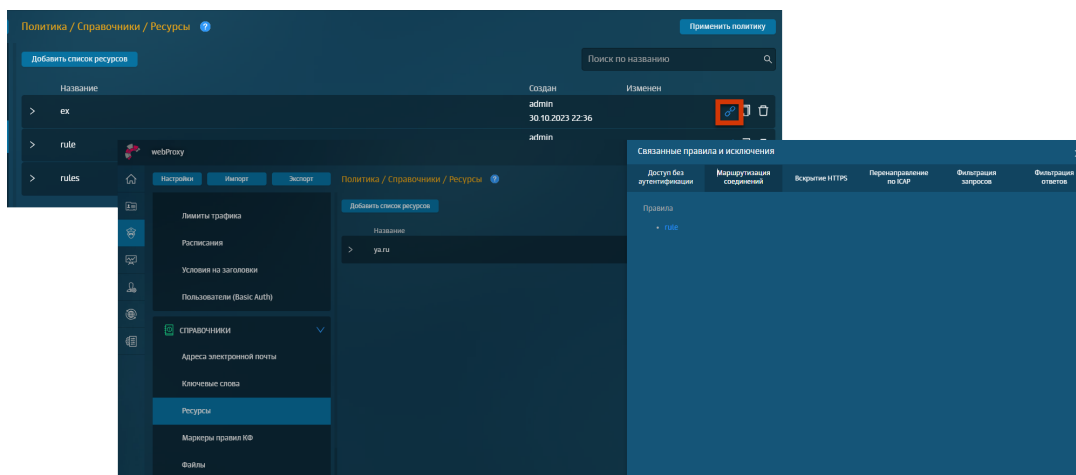 Политика / Справочники / Ресурсы ?
Применить политику
Добавить список ресурсов
Поиск по названию
Название
Создан
Изменен
ex
admin
30.10.2023 22:36
rule
admin
rules
webProxy
Настройки
Импорт
Экспорт
Лимиты трафика
Расписания
Условия на заголовки
Пользователи (Basic Auth)
СПРАВОЧНИКИ
Адреса электронной почты
Ключевые слова
Ресурсы
Маркеры правил КФ
Файлы
Политика / Справочники / Ресурсы ?
Добавить список ресурсов
Название
ya.ru
Связанные правила и исключения
Доступ без
аутентификации
Маршрутизация
соединений
Вскрытие HTTPS
Перенаправление
по ICAP
Фильтрация
запросов
Фильтрация
ответов
Правила
• rule